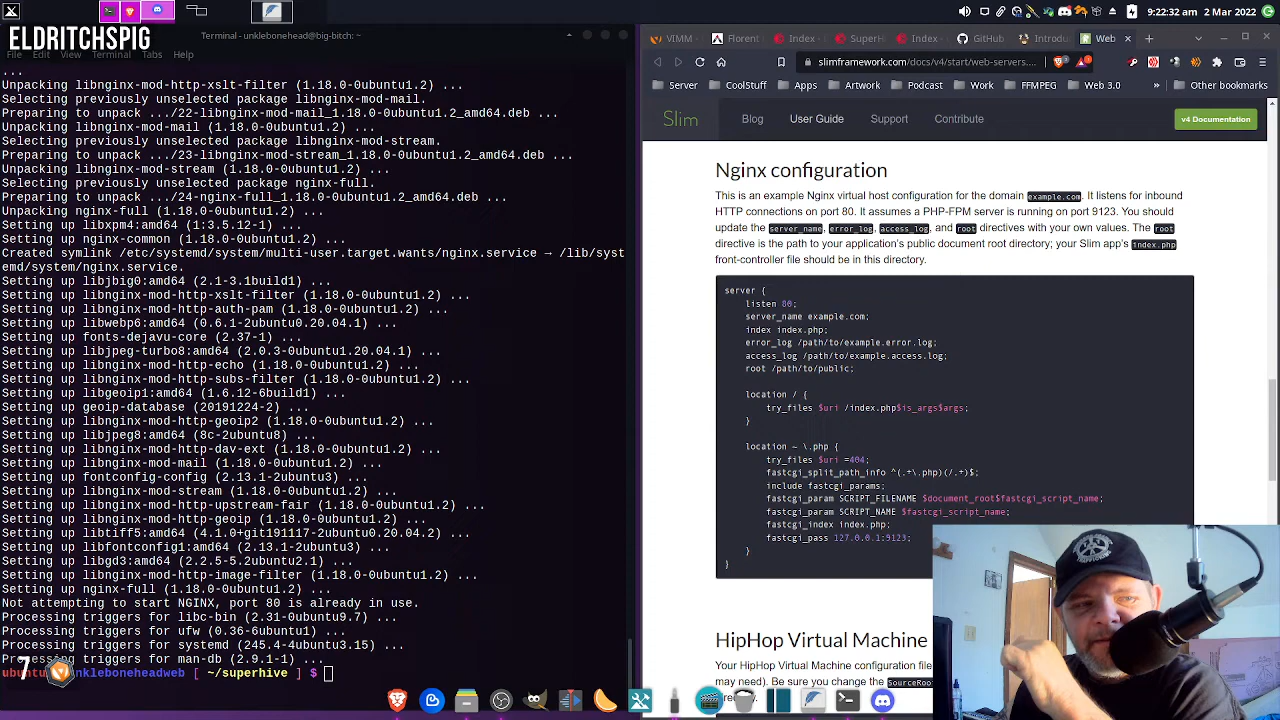 9:22:32 am 2 Mar 2022
ELDRITCHSPIG
Terminal - unklebonehead@big-bitch: ~
File Edit View Terminal Tabs Help
...
Unpacking libnginx-mod-http-xslt-filter (1.18.0-0ubuntu1.2) ...
Selecting previously unselected package libnginx-mod-mail.
Preparing to unpack .../22-libnginx-mod-mail_1.18.0-0ubuntu1.2_amd64.deb ...
Unpacking libnginx-mod-mail (1.18.0-0ubuntu1.2) ...
Selecting previously unselected package libnginx-mod-stream.
Preparing to unpack .../23-libnginx-mod-stream_1.18.0-0ubuntu1.2_amd64.deb ...
Unpacking libnginx-mod-stream (1.18.0-0ubuntu1.2) ...
Selecting previously unselected package nginx-full.
Preparing to unpack .../24-nginx-full_1.18.0-0ubuntu1.2_amd64.deb ...
Unpacking nginx-full (1.18.0-0ubuntu1.2) ...
Setting up libxpm4:amd64 (1:3.5.12-1) ...
Setting up nginx-common (1.18.0-0ubuntu1.2) ...
Created symlink /etc/systemd/system/multi-user.target.wants/nginx.service → /lib/syst
emd/system/nginx.service.
Setting up libjbig0:amd64 (2.1-3.1build1) ...
Setting up libnginx-mod-http-xslt-filter (1.18.0-0ubuntu1.2) ...
Setting up libnginx-mod-http-auth-pam (1.18.0-0ubuntu1.2) ...
Setting up libwebp6:amd64 (0.6.1-2ubuntu0.20.04.1) ...
Setting up fonts-dejavu-core (2.37-1) ...
Setting up libjpeg-turbo8:amd64 (2.0.3-0ubuntu1.20.04.1) ...
Setting up libnginx-mod-http-echo (1.18.0-0ubuntu1.2) ...
Setting up libnginx-mod-http-subs-filter (1.18.0-0ubuntu1.2) ...
Setting up libgeoip1:amd64 (1.6.12-6build1) ...
Setting up geoip-database (20191224-2) ...
Setting up libnginx-mod-http-geoip2 (1.18.0-0ubuntu1.2) ...
Setting up libjpeg8:amd64 (8c-2ubuntu8) ...
Setting up libnginx-mod-http-dav-ext (1.18.0-0ubuntu1.2) ...
Setting up libnginx-mod-mail (1.18.0-0ubuntu1.2) ...
Setting up fontconfig-config (2.13.1-2ubuntu3) ...
Setting up libnginx-mod-stream (1.18.0-0ubuntu1.2) ...
Setting up libnginx-mod-http-upstream-fair (1.18.0-0ubuntu1.2) ...
Setting up libnginx-mod-http-geoip (1.18.0-0ubuntu1.2) ...
Setting up libtiff5:amd64 (4.1.0+git191117-2ubuntu0.20.04.2) ...
Setting up libfontconfig1:amd64 (2.13.1-2ubuntu3) ...
Setting up libgd3:amd64 (2.2.5-5.2ubuntu2.1) ...
Setting up libnginx-mod-http-image-filter (1.18.0-0ubuntu1.2) ...
Setting up nginx-full (1.18.0-0ubuntu1.2) ...
Not attempting to start NGINX, port 80 is already in use.
Processing triggers for libc-bin (2.31-0ubuntu9.7) ...
Processing triggers for ufw (0.36-6ubuntu1) ...
Processing triggers for systemd (245.4-4ubuntu3.15) ...
Processing triggers for man-db (2.9.1-1) ...
7
[ ~/superhive ] $
VIMM Florent Index - SuperH Index - GitHub Introdu Web
slimframework.com/docs/v4/start/web-servers....
Server CoolStuff Apps Artwork Podcast Work FFMPEG Web 3.0 » Other bookmarks
Slim Blog User Guide Support Contribute v4 Documentation
Nginx configuration
This is an example Nginx virtual host configuration for the domain example.com. It listens for inbound
HTTP connections on port 80. It assumes a PHP-FPM server is running on port 9123. You should
update the server_name, error_log, access_log, and root directives with your own values. The root
directive is the path to your application's public document root directory; your Slim app's index.php
front-controller file should be in this directory.
server {
listen 80;
server_name example.com;
index index.php;
error_log /path/to/example.error.log;
access_log /path/to/example.access.log;
root /path/to/public;
location / {
try_files $uri /index.php$is_args$args;
}
location ~ \.php {
try_files $uri =404;
fastcgi_split_path_info ^(.+\.php)(/.+)$;
include fastcgi_params;
fastcgi_param SCRIPT_FILENAME $document_root$fastcgi_script_name;
fastcgi_param SCRIPT_NAME $fastcgi_script_name;
fastcgi_index index.php;
fastcgi_pass 127.0.0.1:9123;
}
}
HipHop Virtual Machine
Your HipHop Virtual Machine configuration file
may need). Be sure you change the SourceRoot